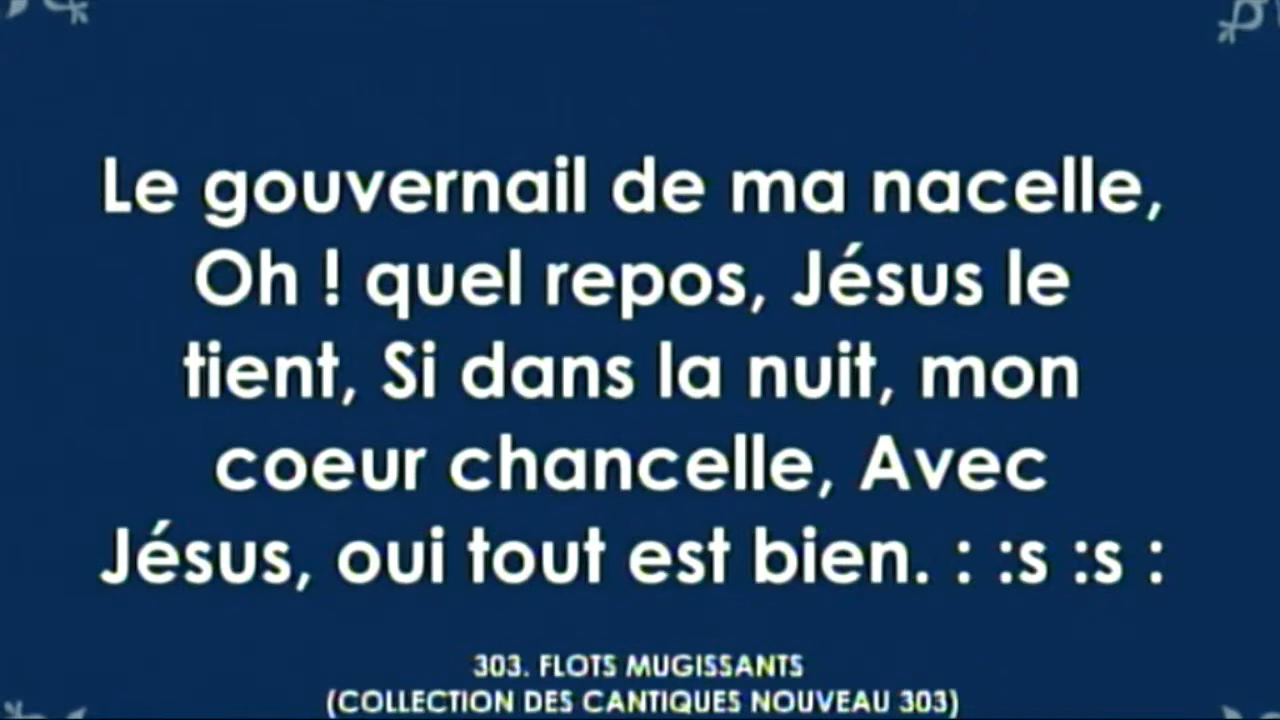 Le gouvernail de ma nacelle,
Oh ! quel repos, Jésus le
tient, Si dans la nuit, mon
coeur chancelle, Avec
Jésus, oui tout est bien. : :s :s :
303. FLOTS MUGISSANTS
(COLLECTION DES CANTIQUES NOUVEAU 303)